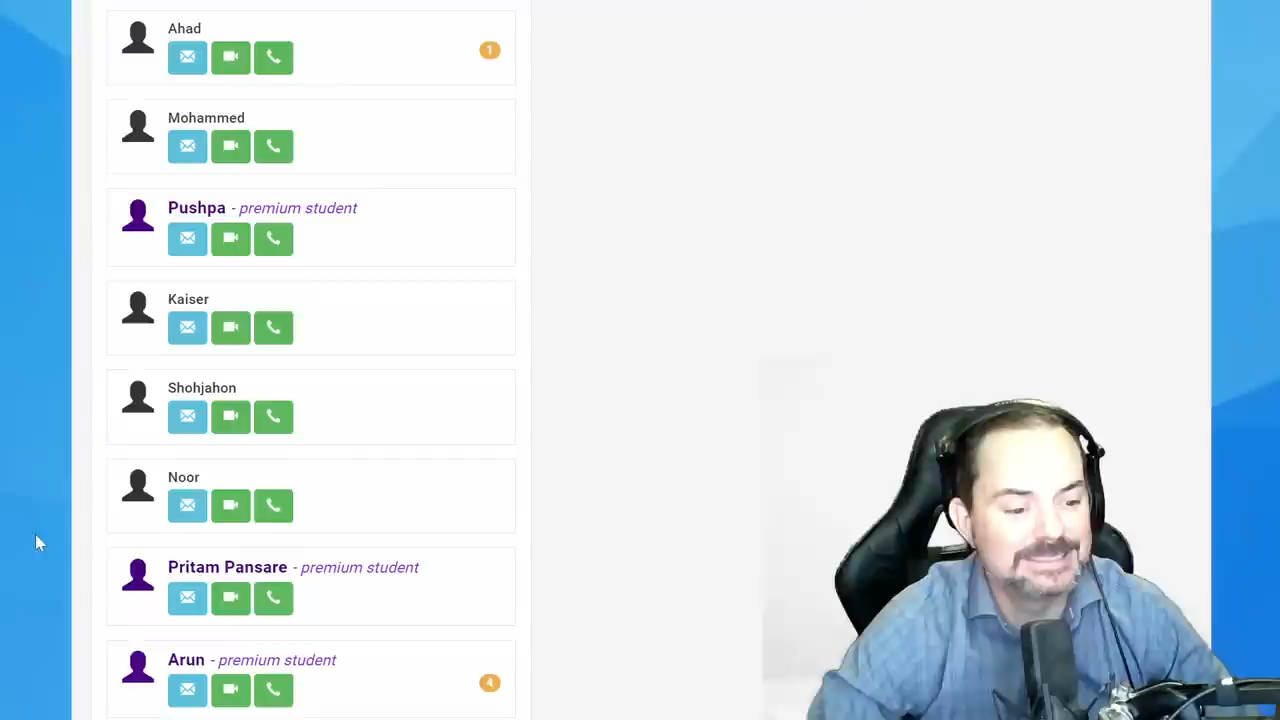 Ahad
1
Mohammed
Pushpa - premium student
Kaiser
Shohjahon
Noor
Pritam Pansare - premium student
Arun - premium student
4